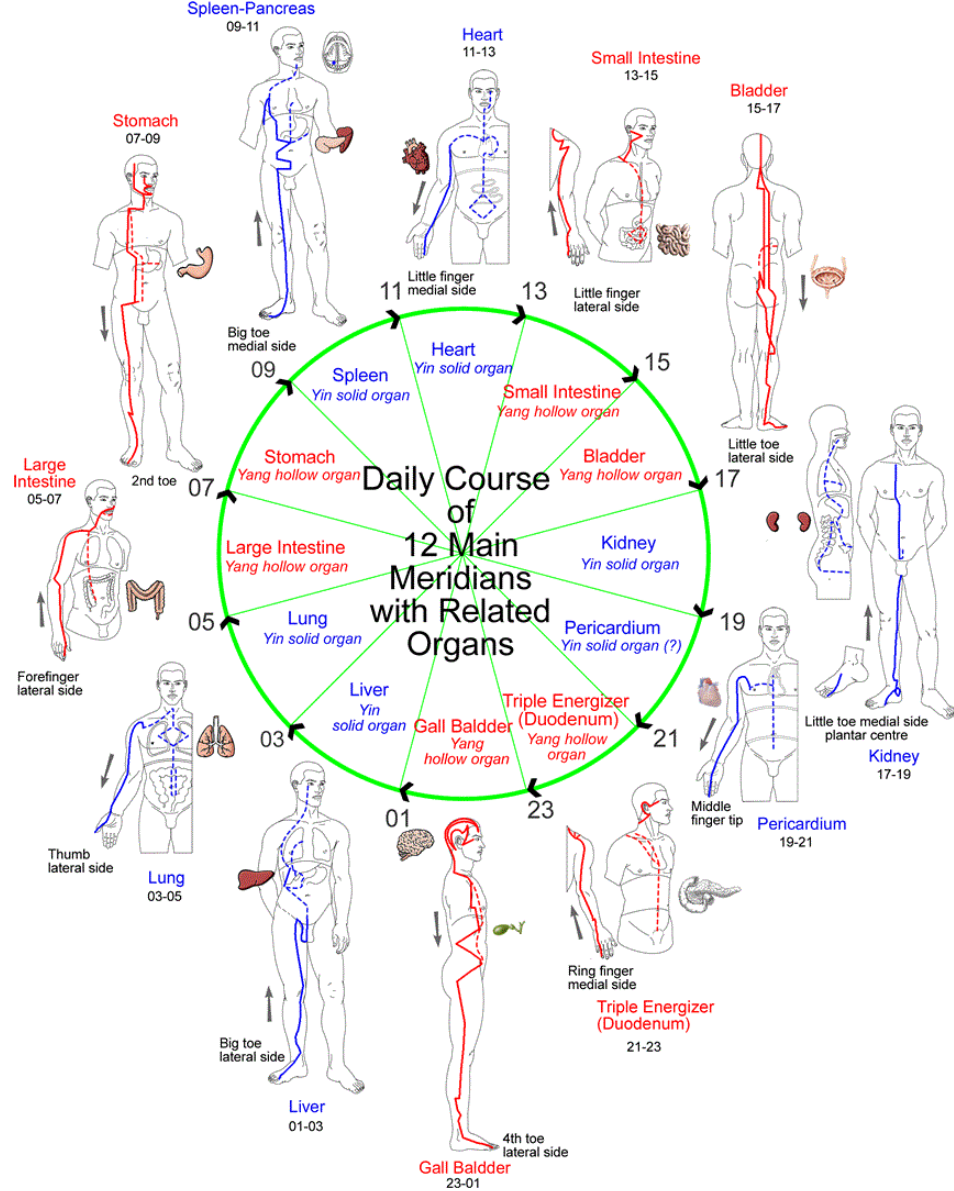 Spleen-Pancreas
09-11
Heart
11-13
Small Intestine
13-15
Bladder
15-17
Stomach
07-09
Little finger
medial side
Little finger
lateral side
Big toe
medial side
11
13
09
15
Heart
Yin solid organ
Spleen
Yin solid organ
Small Intestine
Yang hollow organ
Little toe
lateral side
Large
Intestine
05-07
2nd toe
07
Stomach
Yang hollow organ
Bladder
Yang hollow organ
17
Daily Course
of
12 Main
Meridians
with Related
Organs
Large Intestine
Yang hollow organ
Kidney
Yin solid organ
05
Lung
Yin solid organ
Pericardium
Yin solid organ (?)
19
Forefinger
lateral side
Liver
Yin
solid organ
Gall Baldder
Yang
hollow organ
Triple Energizer
(Duodenum)
Yang hollow
organ
03
21
01
23
Little toe medial side
plantar centre
Kidney
17-19
Middle
finger tip
Pericardium
19-21
Thumb
lateral side
Lung
03-05
Ring finger
medial side
Triple Energizer
(Duodenum)
21-23
Big toe
lateral side
Liver
01-03
4th toe
lateral side
Gall Baldder
23-01